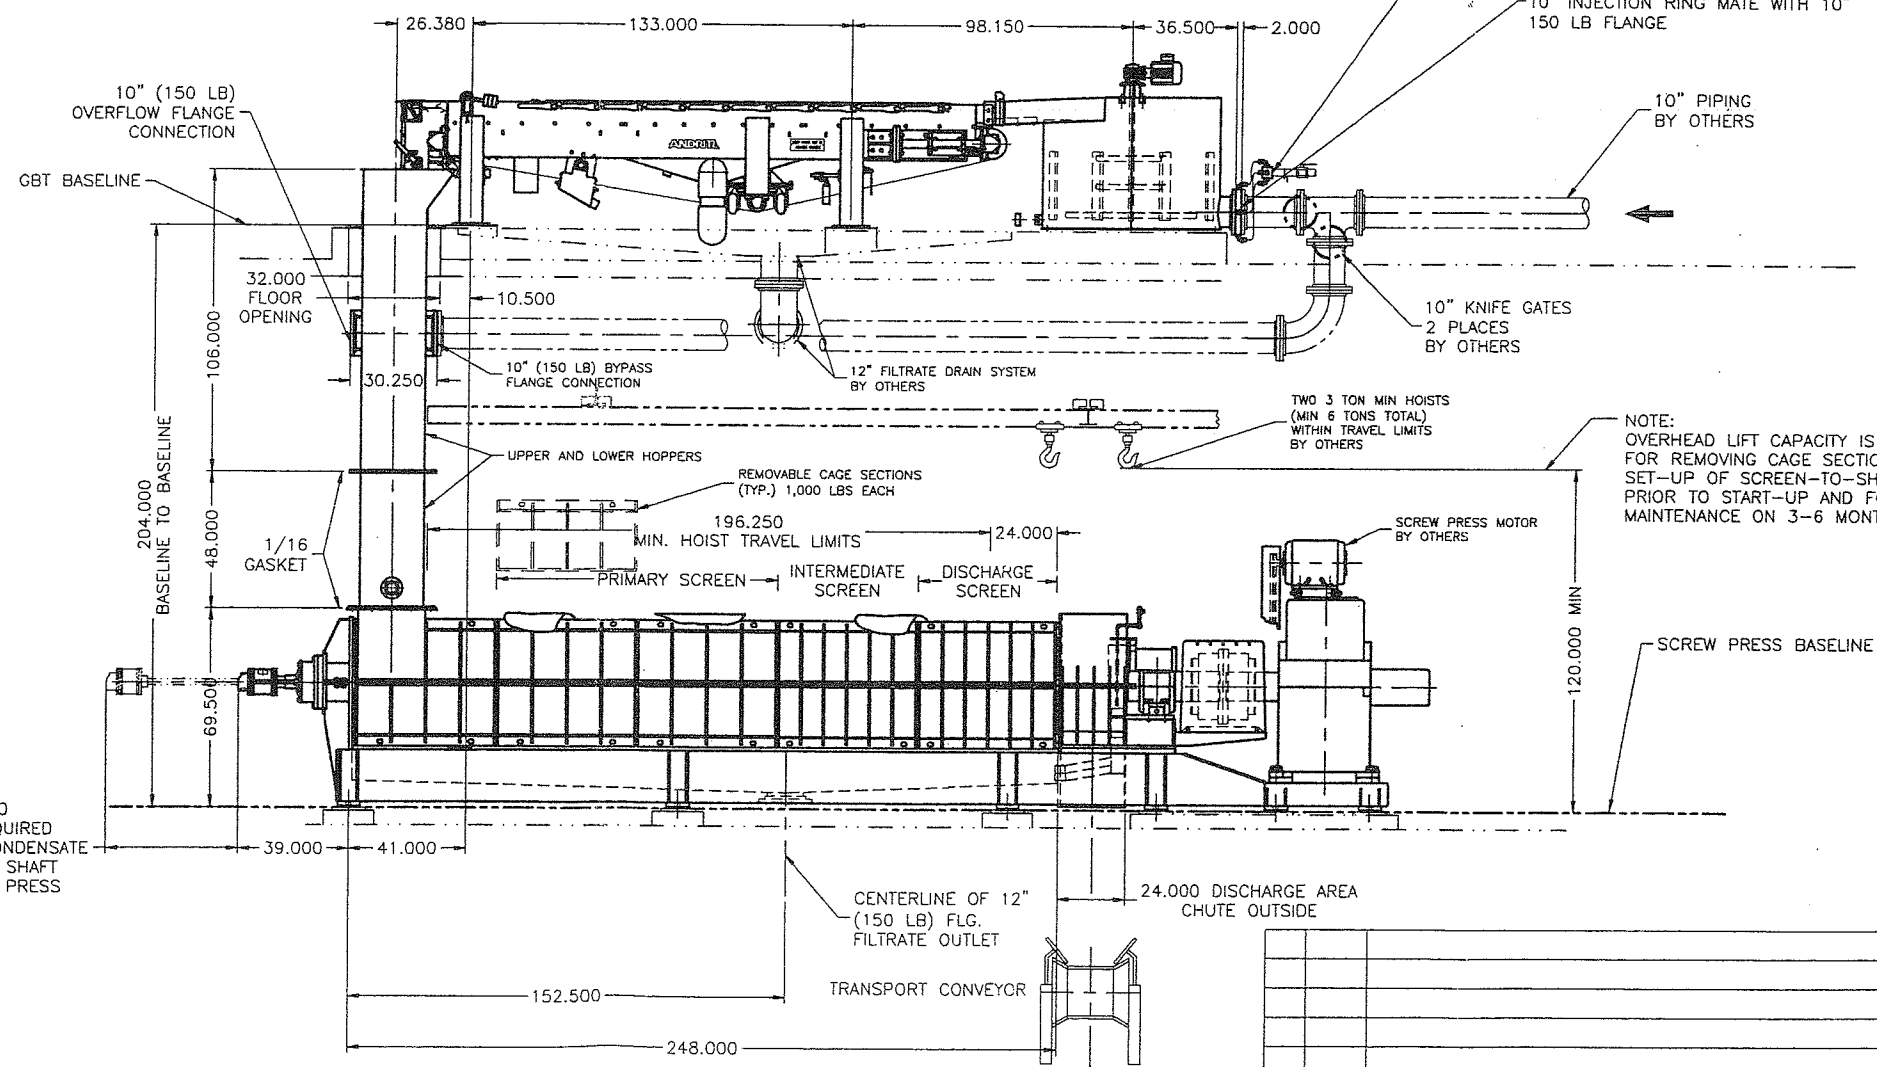 26.380
133.000
98.150
36.500
2.000
10" INJECTION RING MATE WITH 10"
150 LB FLANGE
10" (150 LB)
OVERFLOW FLANGE
CONNECTION
10" PIPING
BY OTHERS
ANDRITZ
GBT BASELINE
32.000
FLOOR
OPENING
10.500
10" KNIFE GATES
2 PLACES
BY OTHERS
106.000
30.250
10" (150 LB) BYPASS
FLANGE CONNECTION
12" FILTRATE DRAIN SYSTEM
BY OTHERS
TWO 3 TON MIN HOISTS
(MIN 6 TONS TOTAL)
WITHIN TRAVEL LIMITS
BY OTHERS
NOTE:
OVERHEAD LIFT CAPACITY IS
FOR REMOVING CAGE SECTIO
SET-UP OF SCREEN-TO-SH
PRIOR TO START-UP AND F
MAINTENANCE ON 3-6 MONT
UPPER AND LOWER HOPPERS
REMOVABLE CAGE SECTIONS
(TYP.) 1,000 LBS EACH
204.000
BASELINE TO BASELINE
48.000
196.250
MIN. HOIST TRAVEL LIMITS
24.000
SCREW PRESS MOTOR
BY OTHERS
1/16
GASKET
PRIMARY SCREEN
INTERMEDIATE
SCREEN
DISCHARGE
SCREEN
120.000 MIN
SCREW PRESS BASELINE
69.500
QUIRED
ONDENSATE
SHAFT
PRESS
39.000
41.000
CENTERLINE OF 12"
(150 LB) FLG.
FILTRATE OUTLET
24.000 DISCHARGE AREA
CHUTE OUTSIDE
152.500
TRANSPORT CONVEYOR
248.000